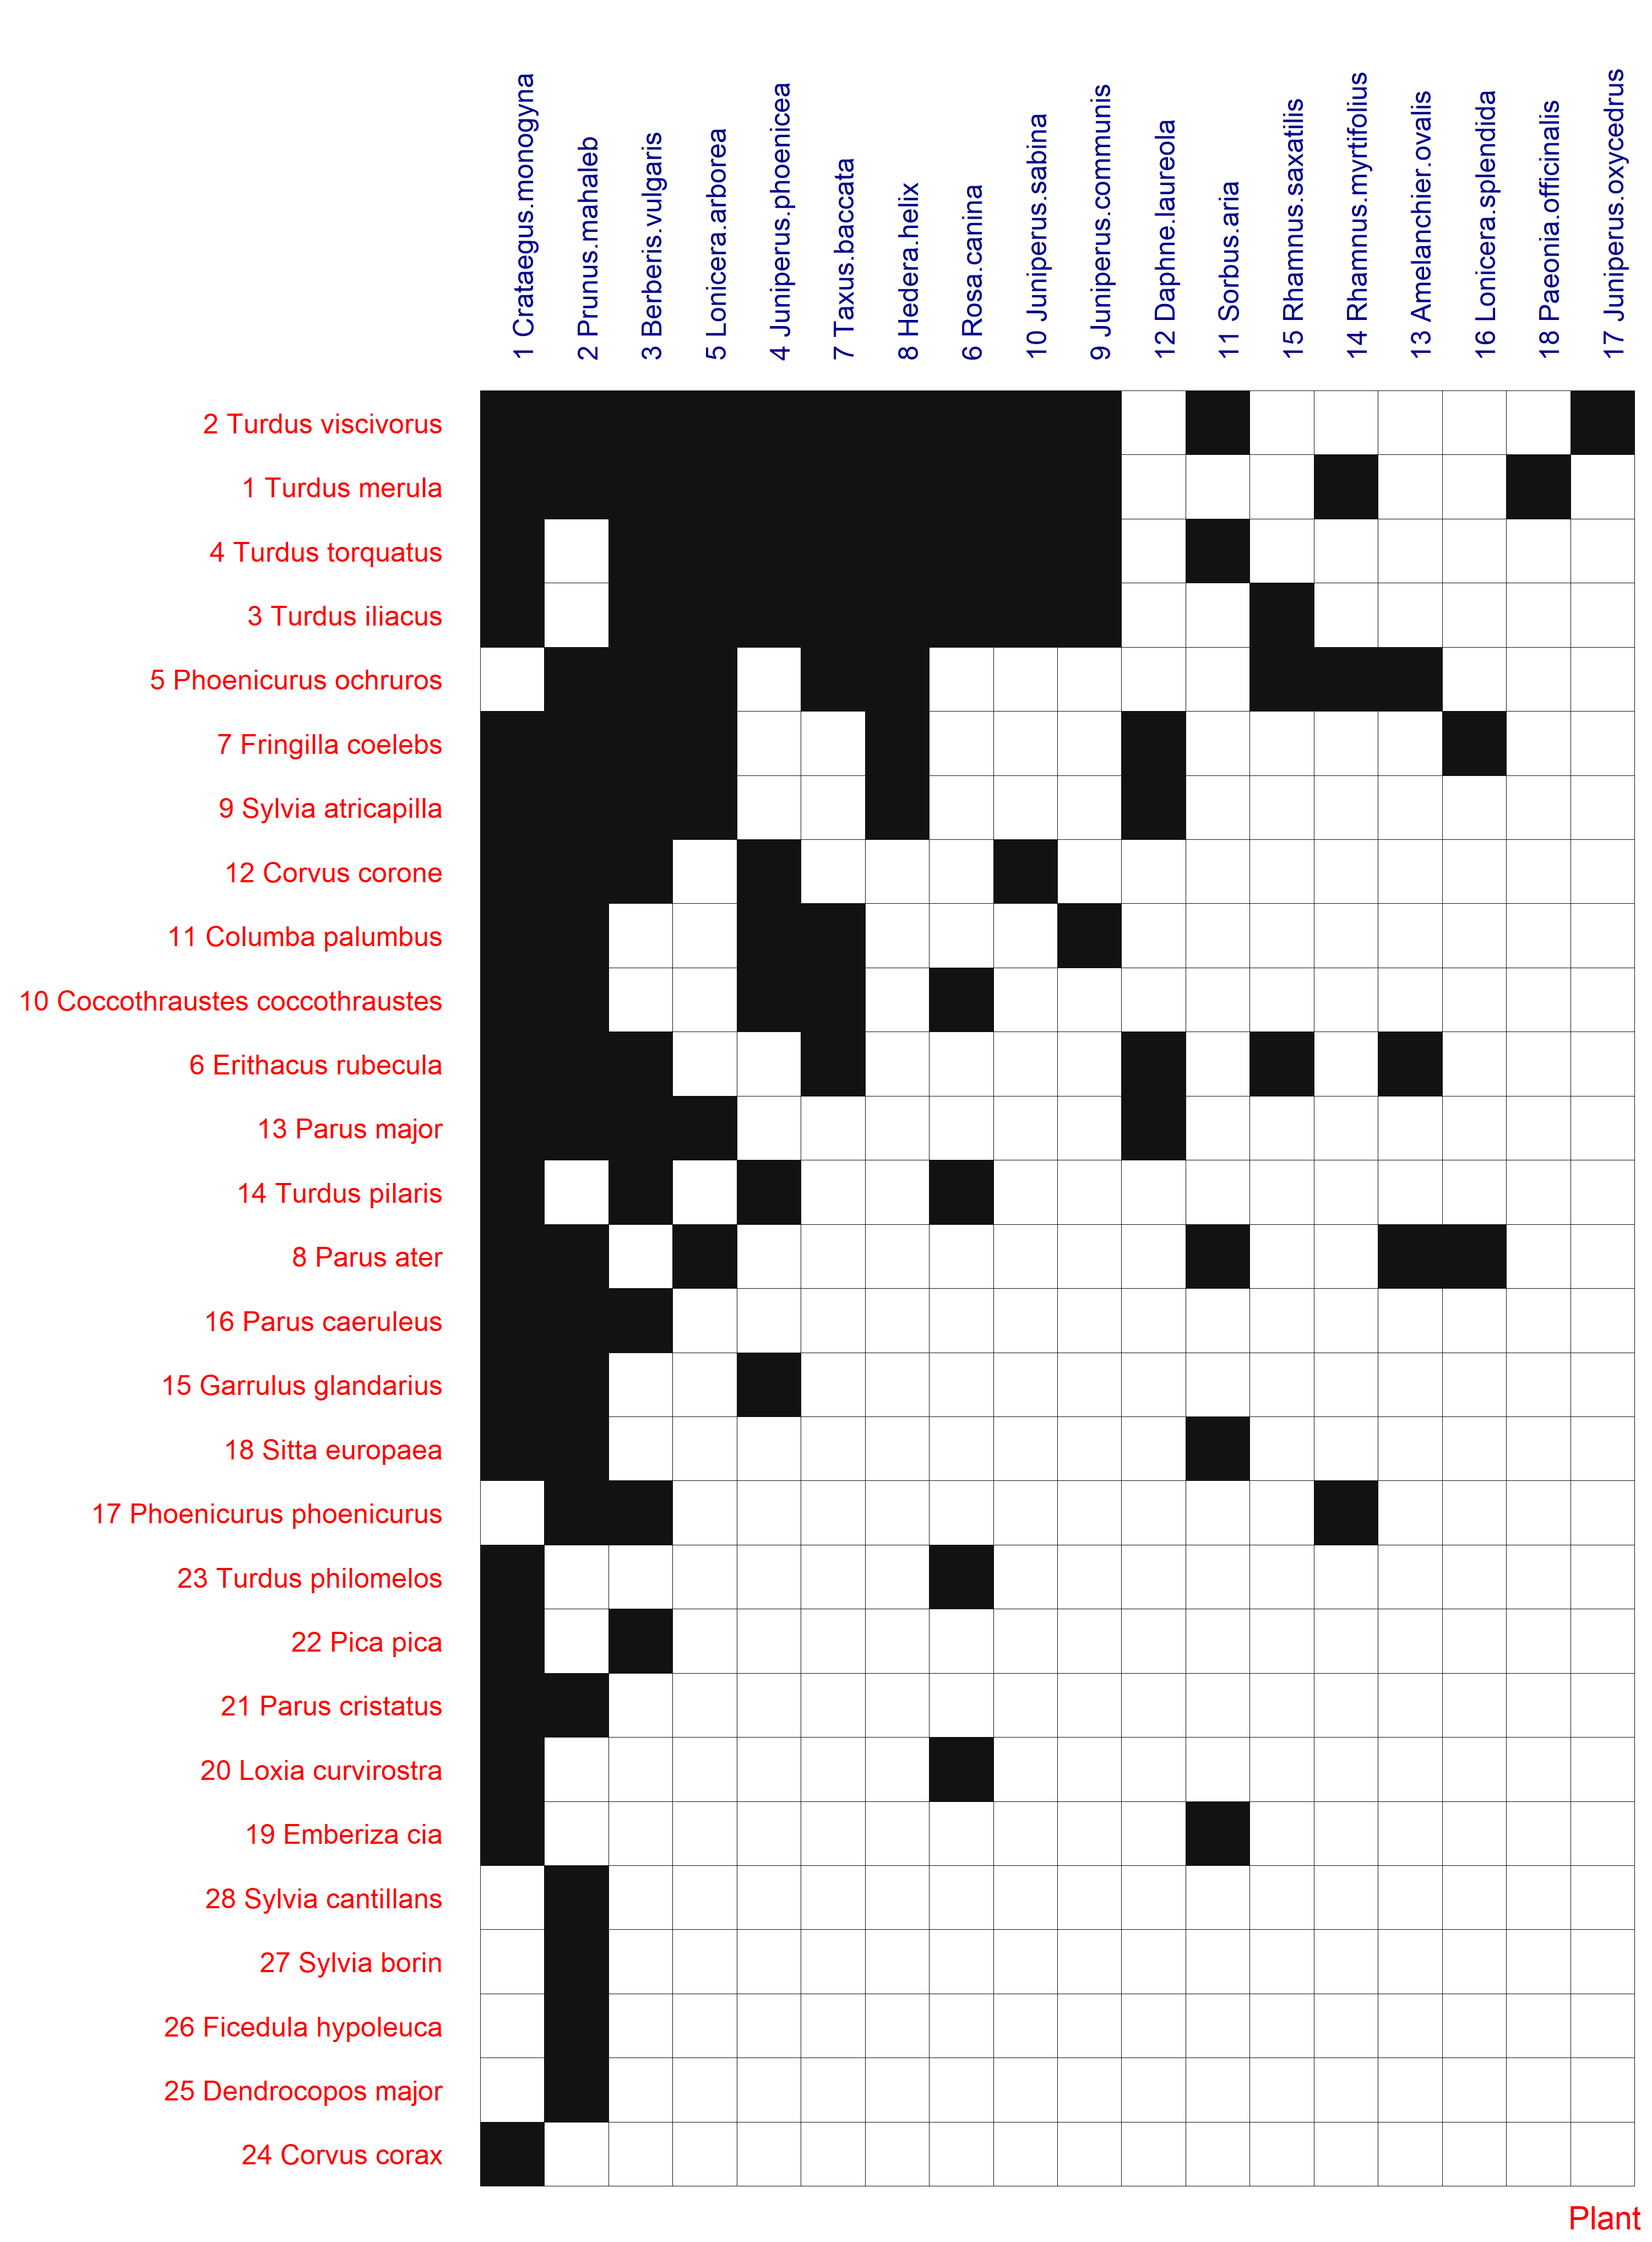 1 Crataegus.monogyna
2 Prunus.mahaleb
3 Berberis.vulgaris
5 Lonicera.arborea
4 Juniperus.phoenicea
7 Taxus.baccata
8 Hedera.helix
6 Rosa.canina
10 Juniperus.sabina
9 Juniperus.communis
12 Daphne.laureola
11 Sorbus.aria
15 Rhamnus.saxatilis
14 Rhamnus.myrtifolius
13 Amelanchier.ovalis
16 Lonicera.splendida
18 Paeonia.officinalis
17 Juniperus.oxycedrus
2 Turdus viscivorus
1 Turdus merula
4 Turdus torquatus
3 Turdus iliacus
5 Phoenicurus ochruros
7 Fringilla coelebs
9 Sylvia atricapilla
12 Corvus corone
11 Columba palumbus
10 Coccothraustes coccothraustes
6 Erithacus rubecula
13 Parus major
14 Turdus pilaris
8 Parus ater
16 Parus caeruleus
15 Garrulus glandarius
18 Sitta europaea
17 Phoenicurus phoenicurus
23 Turdus philomelos
22 Pica pica
21 Parus cristatus
20 Loxia curvirostra
19 Emberiza cia
28 Sylvia cantillans
27 Sylvia borin
26 Ficedula hypoleuca
25 Dendrocopos major
24 Corvus corax
Plant